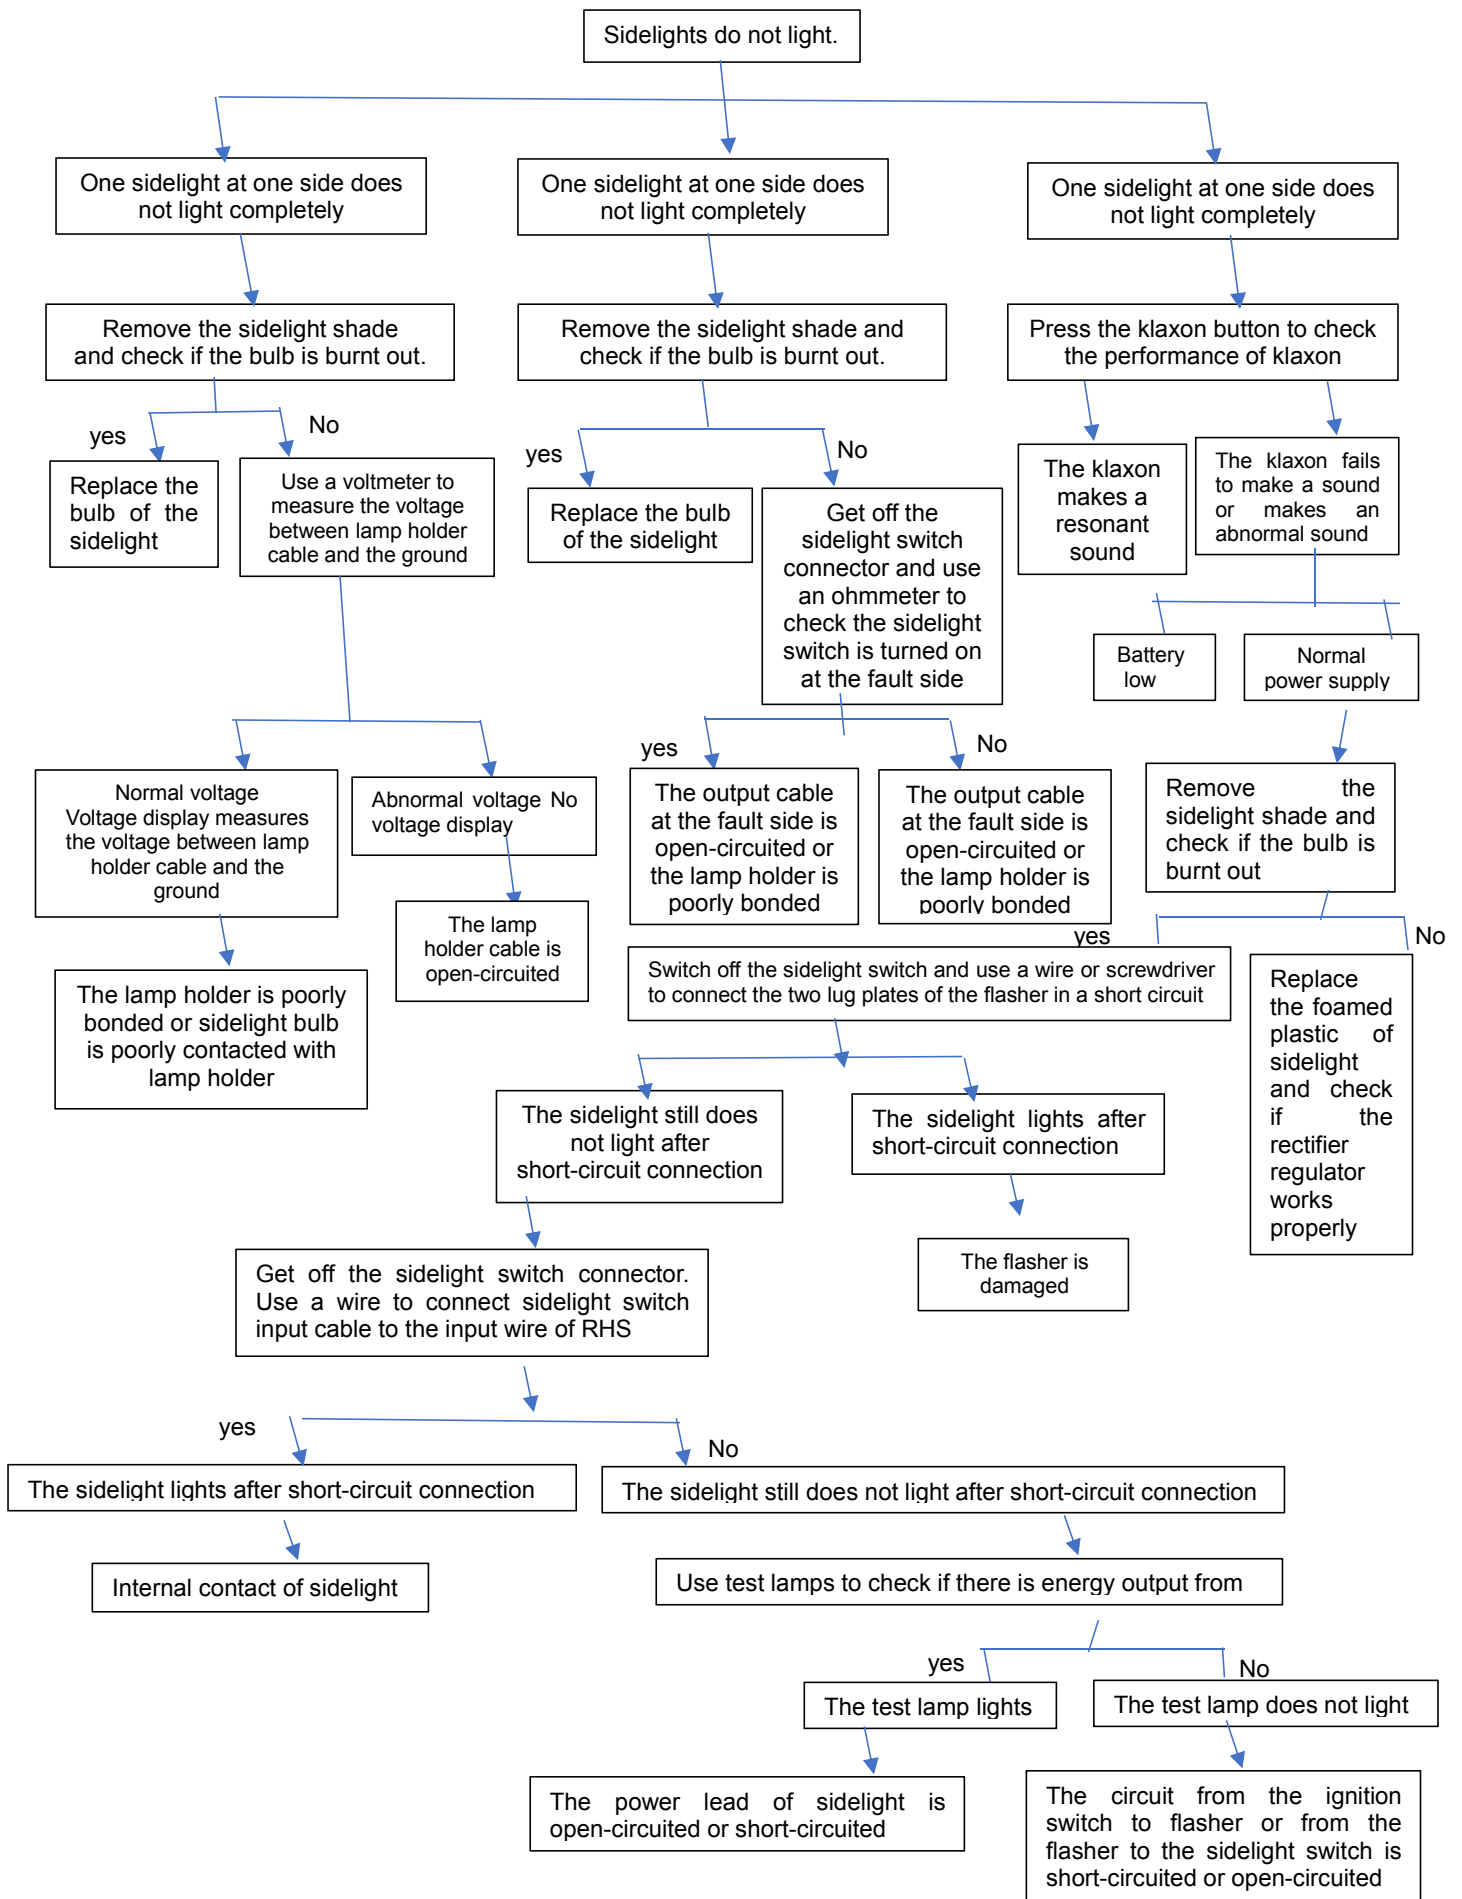 Sidelights do not light.
One sidelight at one side does
not light completely
One sidelight at one side does
not light completely
One sidelight at one side does
not light completely
Remove the sidelight shade
and check if the bulb is burnt out.
Remove the sidelight shade and
check if the bulb is burnt out.
Press the klaxon button to check
the performance of klaxon
yes
No
yes
No
Replace the
bulb of the
sidelight
Use a voltmeter to
measure the voltage
between lamp holder
cable and the ground
Replace the bulb
of the sidelight
Get off the
sidelight switch
connector and use
an ohmmeter to
check the sidelight
switch is turned on
at the fault side
The klaxon
makes a
resonant
sound
The klaxon fails
to make a sound
or makes an
abnormal sound
Battery
low
Normal
power supply
yes
No
Normal voltage
Voltage display measures
the voltage between lamp
holder cable and the
ground
Abnormal voltage No
voltage display
The output cable
at the fault side is
open-circuited or
the lamp holder is
poorly bonded
The output cable
at the fault side is
open-circuited or
the lamp holder is
poorly bonded
Remove the
sidelight shade and
check if the bulb is
burnt out
The lamp
holder cable is
open-circuited
yes
No
The lamp holder is poorly
bonded or sidelight bulb
is poorly contacted with
lamp holder
Switch off the sidelight switch and use a wire or screwdriver
to connect the two lug plates of the flasher in a short circuit
Replace
the foamed
plastic of
sidelight
and check
if the
rectifier
regulator
works
properly
The sidelight still does
not light after
short-circuit connection
The sidelight lights after
short-circuit connection
The flasher is
damaged
Get off the sidelight switch connector.
Use a wire to connect sidelight switch
input cable to the input wire of RHS
yes
No
The sidelight lights after short-circuit connection
The sidelight still does not light after short-circuit connection
Internal contact of sidelight
Use test lamps to check if there is energy output from
yes
No
The test lamp lights
The test lamp does not light
The power lead of sidelight is
open-circuited or short-circuited
The circuit from the ignition
switch to flasher or from the
flasher to the sidelight switch is
short-circuited or open-circuited